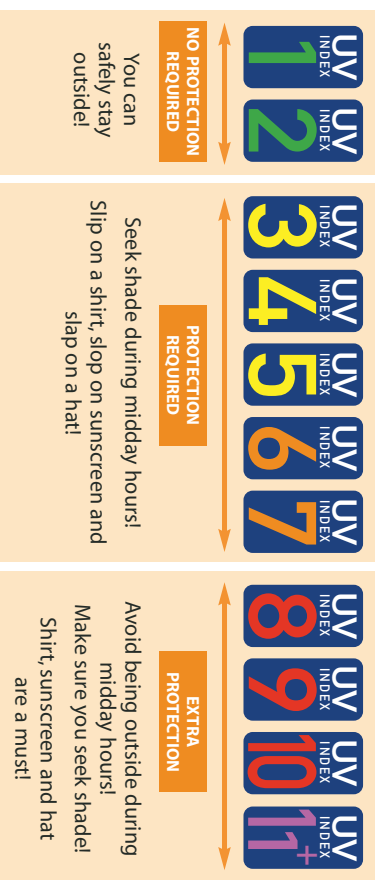 UV
INDEX
1
UV
INDEX
2
NO PROTECTION
REQUIRED
You can
safely stay
outside!
UV
INDEX
3
UV
INDEX
4
UV
INDEX
5
UV
INDEX
6
UV
INDEX
7
PROTECTION
REQUIRED
Seek shade during midday hours!
Slip on a shirt, slop on sunscreen and
slap on a hat!
UV
INDEX
8
UV
INDEX
9
UV
INDEX
10
UV
INDEX
11+
EXTRA
PROTECTION
Avoid being outside during
midday hours!
Make sure you seek shade!
Shirt, sunscreen and hat
are a must!